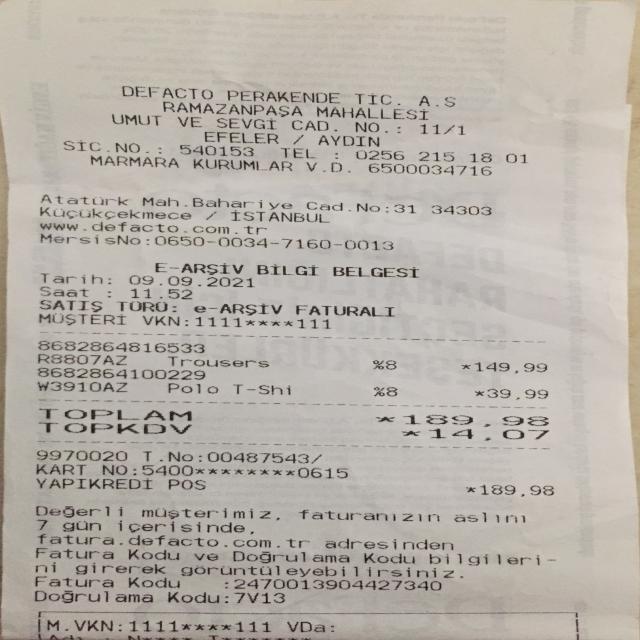 DEFACTO PERAKENDE TİC. A.S
RAMAZANPAŞA MAHALLESİ
UMUT VE SEVGİ CAD. NO.: 11/1
EFELER / AYDIN
SİC.NO.: 540153 TEL : 0256 215 18 01
MARMARA KURUMLAR V.D. 6500034716
Atatürk Mah.Bahariye Cad.No:31 34303
Küçükçekmece / İSTANBUL
www.defacto.com.tr
MersisNo:0650-0034-7160-0013
E-ARŞİV BİLGİ BELGESİ
Tarih: 09.09.2021
Saat : 11.52
SATIŞ TÜRÜ: e-ARŞİV FATURALI
MÜŞTERİ VKN:1111****111
8682864816533
R8807AZ Trousers %8 *149,99
8682864100229
W3910AZ Polo T-Shi %8 *39,99
TOPLAM *189,98
TOPKDV *14,07
9970020 T.No:00487543/
KART NO:5400********0615
YAPIKREDİ POS *189,98
Değerli müşterimiz, faturanızın aslını
7 gün içerisinde,
fatura.defacto.com.tr adresinden
Fatura Kodu ve Doğrulama Kodu bilgileri-
ni girerek görüntüleyebilirsiniz.
Fatura Kodu :2470013904427340
Doğrulama Kodu:7V13
M.VKN:1111****111 VDa: